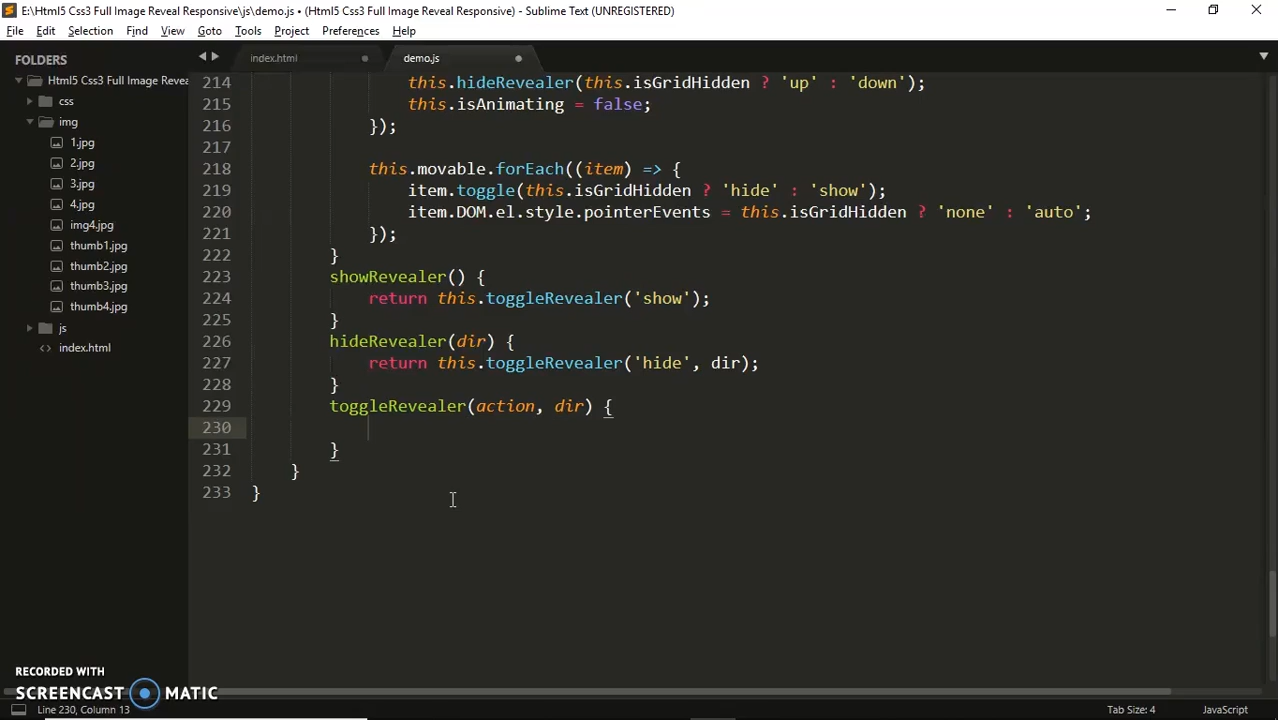 E:\Html5 Css3 Full Image Reveal Responsive\js\demo.js • (Html5 Css3 Full Image Reveal Responsive) - Sublime Text (UNREGISTERED)
File Edit Selection Find View Goto Tools Project Preferences Help
FOLDERS
Html5 Css3 Full Image Revea
css
img
1.jpg
2.jpg
3.jpg
4.jpg
img4.jpg
thumb1.jpg
thumb2.jpg
thumb3.jpg
thumb4.jpg
js
index.html
index.html demo.js
214 this.hideRevealer(this.isGridHidden ? 'up' : 'down');
215 this.isAnimating = false;
216 });
217
218 this.movable.forEach((item) => {
219 item.toggle(this.isGridHidden ? 'hide' : 'show');
220 item.DOM.el.style.pointerEvents = this.isGridHidden ? 'none' : 'auto';
221 });
222 }
223 showRevealer() {
224 return this.toggleRevealer('show');
225 }
226 hideRevealer(dir) {
227 return this.toggleRevealer('hide', dir);
228 }
229 toggleRevealer(action, dir) {
230
231 }
232 }
233 }
RECORDED WITH
SCREENCAST MATIC
Line 230, Column 13 Tab Size: 4 JavaScript